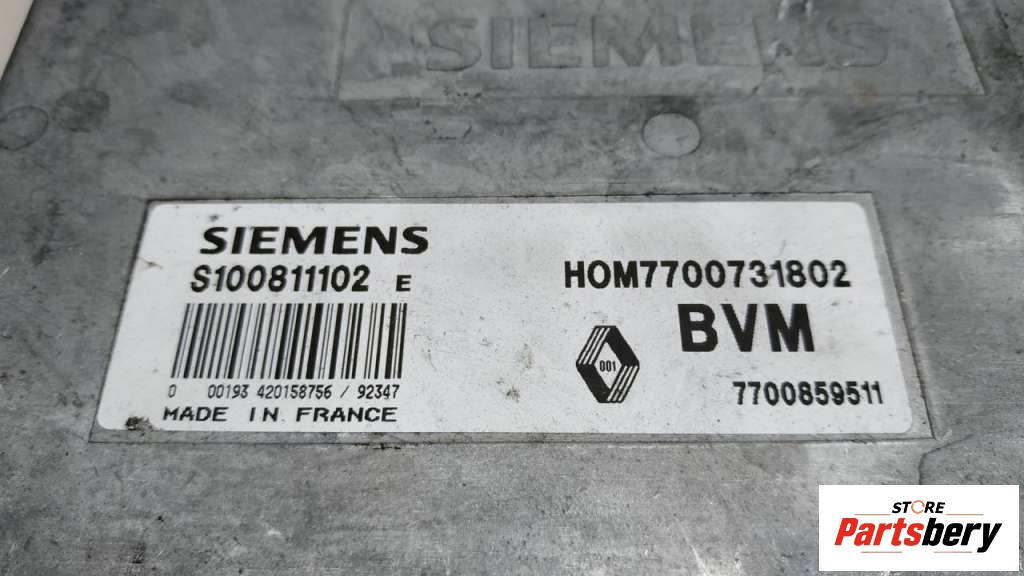 SIEMENS
SIEMENS
S100811102 E
HOM7700731802
BVM
001
0 00193 420158756 / 92347
7700859511
MADE IN FRANCE
STORE
Partsbery